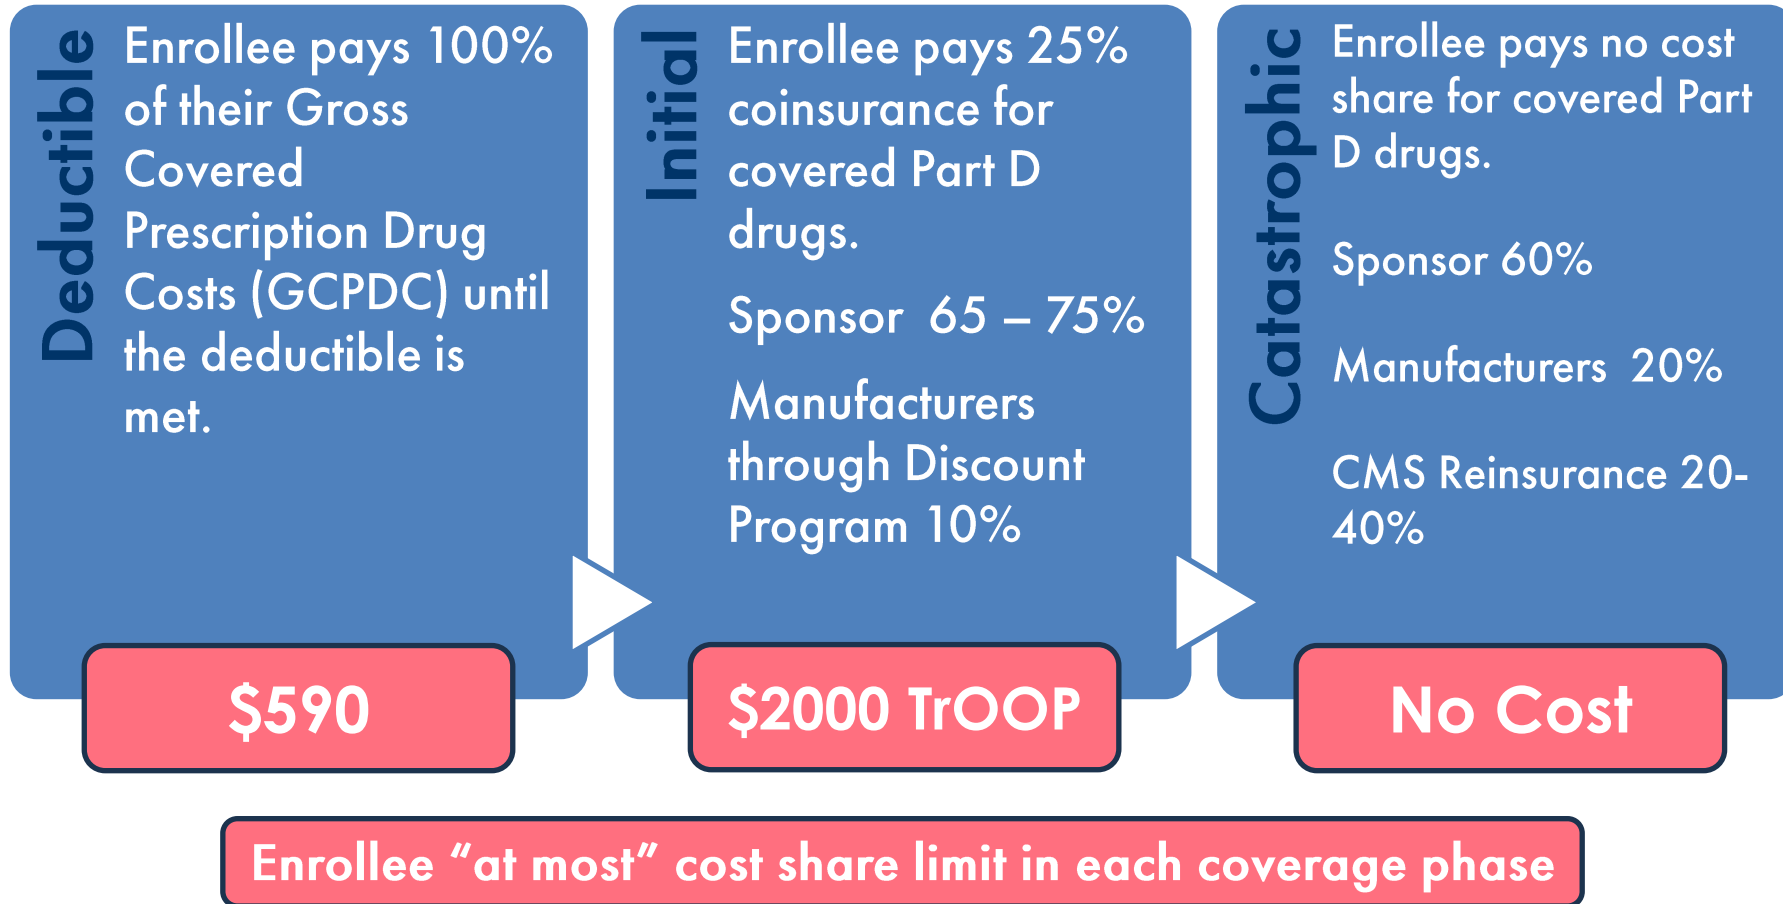 Deductible
Enrollee pays 100%
of their Gross
Covered
Prescription Drug
Costs (GCPDC) until
the deductible is
met.
$590
Initial
Enrollee pays 25%
coinsurance for
covered Part D
drugs.
Sponsor 65 – 75%
Manufacturers
through Discount
Program 10%
$2000 TrOOP
Catastrophic
Enrollee pays no cost
share for covered Part
D drugs.
Sponsor 60%
Manufacturers 20%
CMS Reinsurance 20-
40%
No Cost
Enrollee “at most” cost share limit in each coverage phase